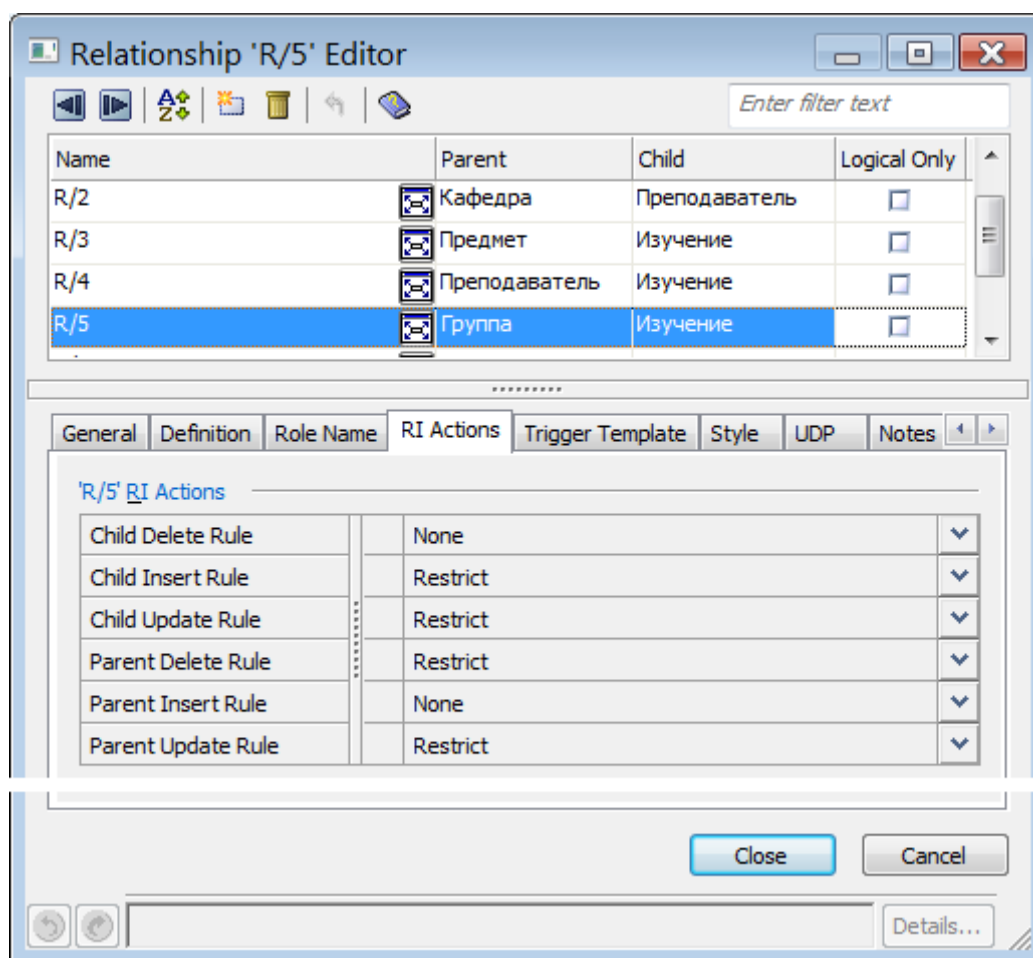 Relationship 'R/5' Editor
Enter filter text
Name Parent Child Logical Only
R/2 Кафедра Преподаватель
R/3 Предмет Изучение
R/4 Преподаватель Изучение
R/5 Группа Изучение
General Definition Role Name RI Actions Trigger Template Style UDP Notes
'R/5' RI Actions
Child Delete Rule None
Child Insert Rule Restrict
Child Update Rule Restrict
Parent Delete Rule Restrict
Parent Insert Rule None
Parent Update Rule Restrict
Close Cancel
Details...